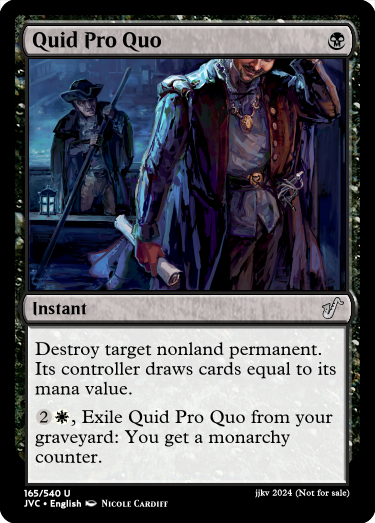 Quid Pro Quo
Instant
Destroy target nonland permanent.
Its controller draws cards equal to its
mana value.
2, Exile Quid Pro Quo from your
graveyard: You get a monarchy
counter.
165/540 U
JVC • English Nicole Cardiff
jjkv 2024 (Not for sale)